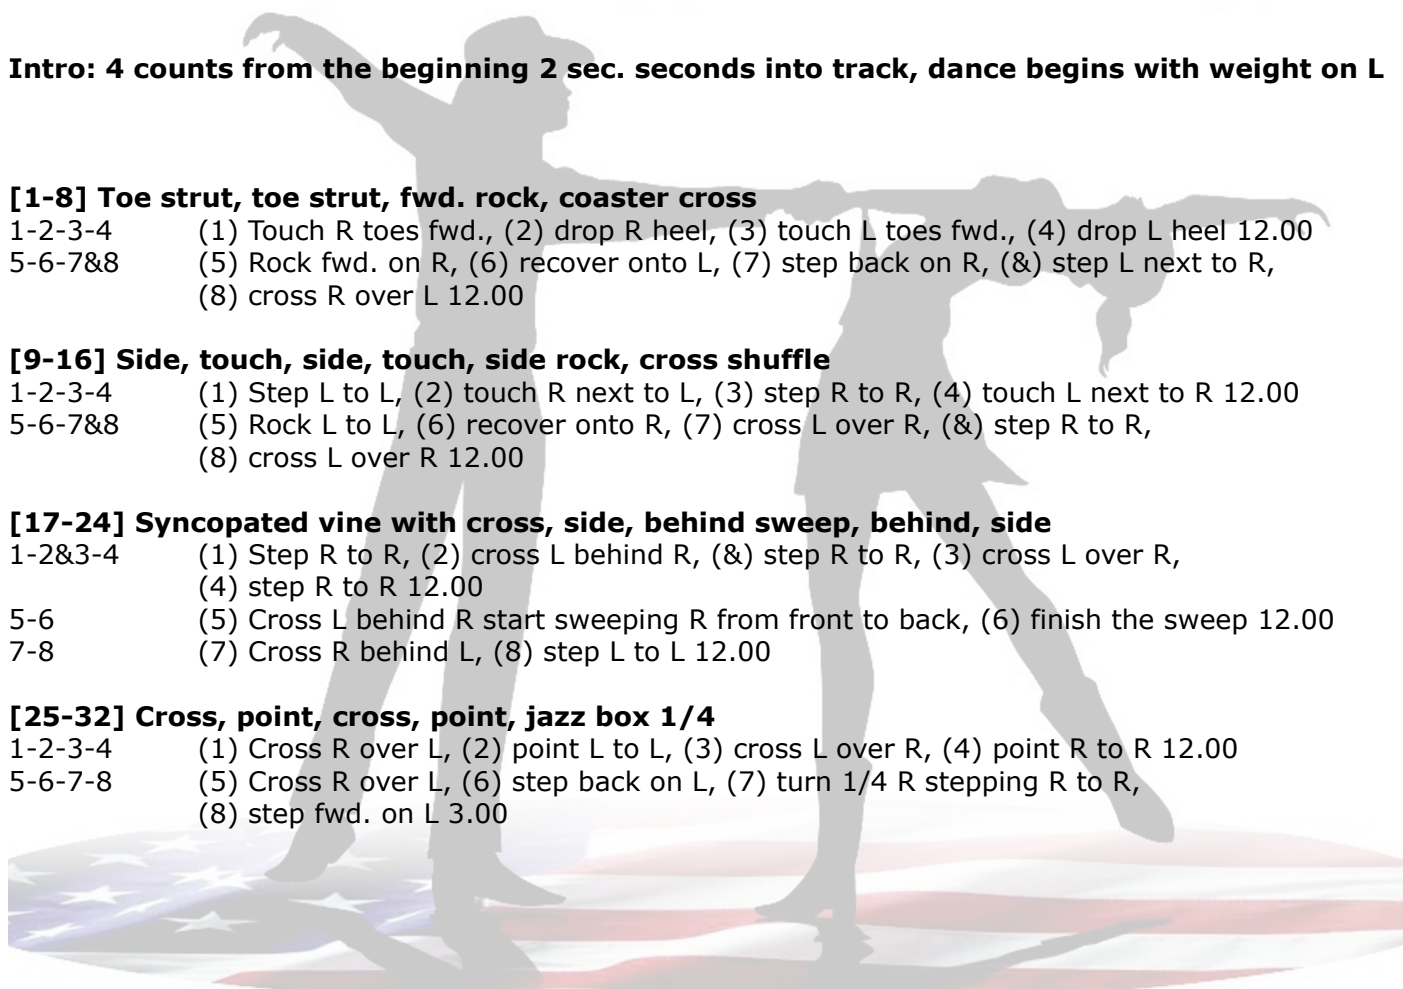 Intro: 4 counts from the beginning 2 sec. seconds into track, dance begins with weight on L
[1-8] Toe strut, toe strut, fwd. rock, coaster cross
1-2-3-4 (1) Touch R toes fwd., (2) drop R heel, (3) touch L toes fwd., (4) drop L heel 12.00
5-6-7&8 (5) Rock fwd. on R, (6) recover onto L, (7) step back on R, (&) step L next to R,
(8) cross R over L 12.00
[9-16] Side, touch, side, touch, side rock, cross shuffle
1-2-3-4 (1) Step L to L, (2) touch R next to L, (3) step R to R, (4) touch L next to R 12.00
5-6-7&8 (5) Rock L to L, (6) recover onto R, (7) cross L over R, (&) step R to R,
(8) cross L over R 12.00
[17-24] Syncopated vine with cross, side, behind sweep, behind, side
1-2&3-4 (1) Step R to R, (2) cross L behind R, (&) step R to R, (3) cross L over R,
(4) step R to R 12.00
5-6 (5) Cross L behind R start sweeping R from front to back, (6) finish the sweep 12.00
7-8 (7) Cross R behind L, (8) step L to L 12.00
[25-32] Cross, point, cross, point, jazz box 1/4
1-2-3-4 (1) Cross R over L, (2) point L to L, (3) cross L over R, (4) point R to R 12.00
5-6-7-8 (5) Cross R over L, (6) step back on L, (7) turn 1/4 R stepping R to R,
(8) step fwd. on L 3.00